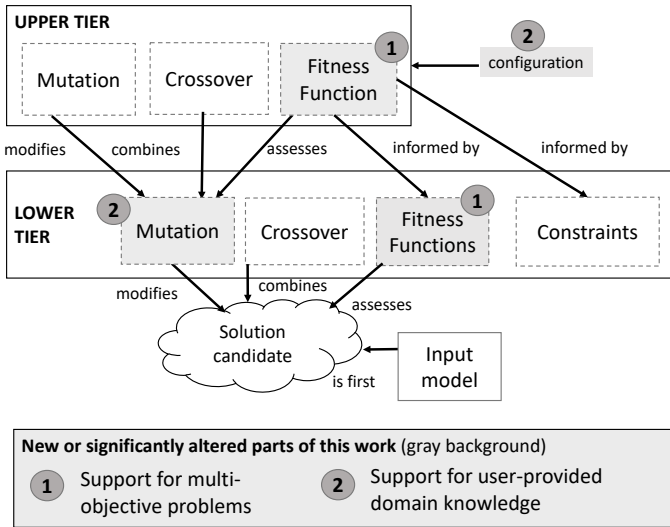 UPPER TIER
1
2
Mutation
Crossover
Fitness
Function
configuration
modifies
combines
assesses
informed by
informed by
LOWER
TIER
2
Mutation
Crossover
1
Fitness
Functions
Constraints
modifies
combines
assesses
Solution
candidate
is first
Input
model
New or significantly altered parts of this work (gray background)
1
Support for multi-
objective problems
2
Support for user-provided
domain knowledge